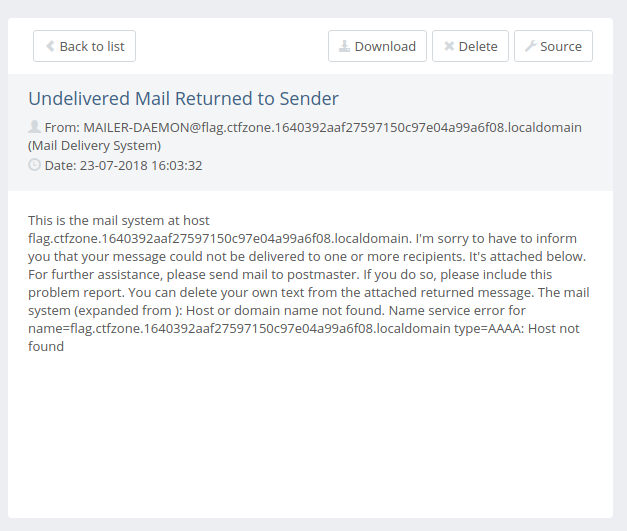 Back to list
Download
Delete
Source
Undelivered Mail Returned to Sender
From: MAILER-DAEMON@flag.ctfzone.1640392aaf27597150c97e04a99a6f08.localdomain
(Mail Delivery System)
Date: 23-07-2018 16:03:32
This is the mail system at host
flag.ctfzone.1640392aaf27597150c97e04a99a6f08.localdomain. I'm sorry to have to inform
you that your message could not be delivered to one or more recipients. It's attached below.
For further assistance, please send mail to postmaster. If you do so, please include this
problem report. You can delete your own text from the attached returned message. The mail
system (expanded from ): Host or domain name not found. Name service error for
name=flag.ctfzone.1640392aaf27597150c97e04a99a6f08.localdomain type=AAAA: Host not
found